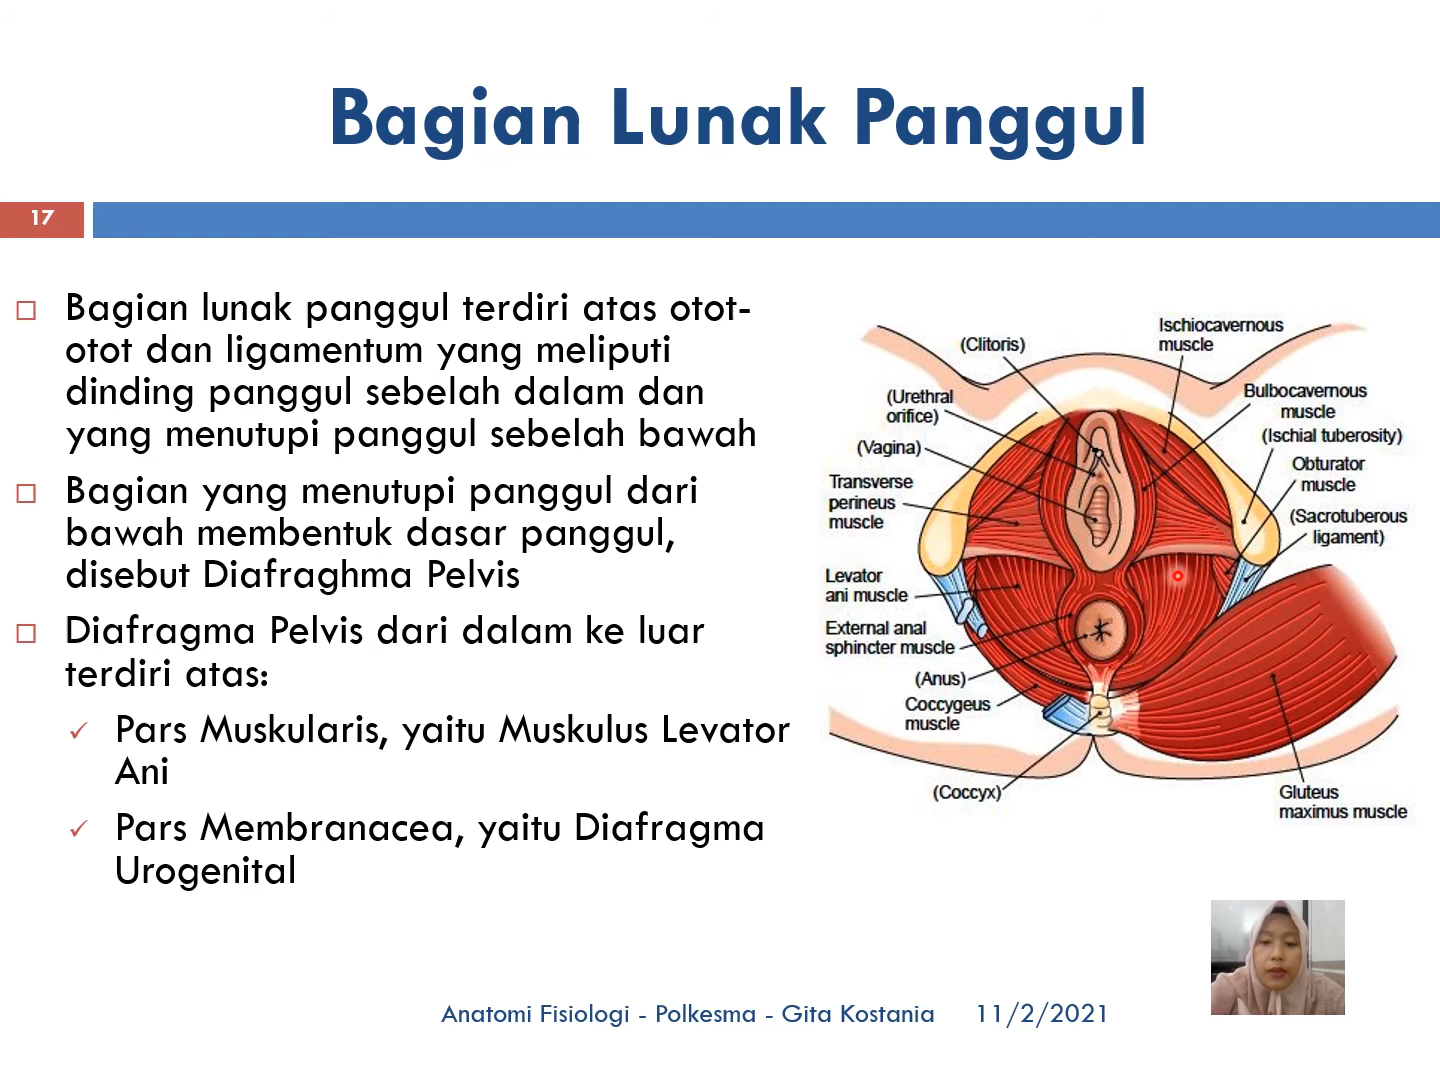 Bagian Lunak Panggul
17
Bagian lunak panggul terdiri atas otot-
otot dan ligamentum yang meliputi
dinding panggul sebelah dalam dan
yang menutupi panggul sebelah bawah
Bagian yang menutupi panggul dari
bawah membentuk dasar panggul,
disebut Diafraghma Pelvis
Diafragma Pelvis dari dalam ke luar
terdiri atas:
Pars Muskularis, yaitu Muskulus Levator
Ani
Pars Membranacea, yaitu Diafragma
Urogenital
(Clitoris)
(Urethral
orifice)
(Vagina)
Transverse
perineus
muscle
Levator
ani muscle
External anal
sphincter muscle
(Anus)
Coccygeus
muscle
(Coccyx)
Ischiocavernous
muscle
Bulbocavernous
muscle
(Ischial tuberosity)
Obturator
muscle
(Sacrotuberous
ligament)
Gluteus
maximus muscle
Anatomi Fisiologi - Polkesma - Gita Kostania 11/2/2021